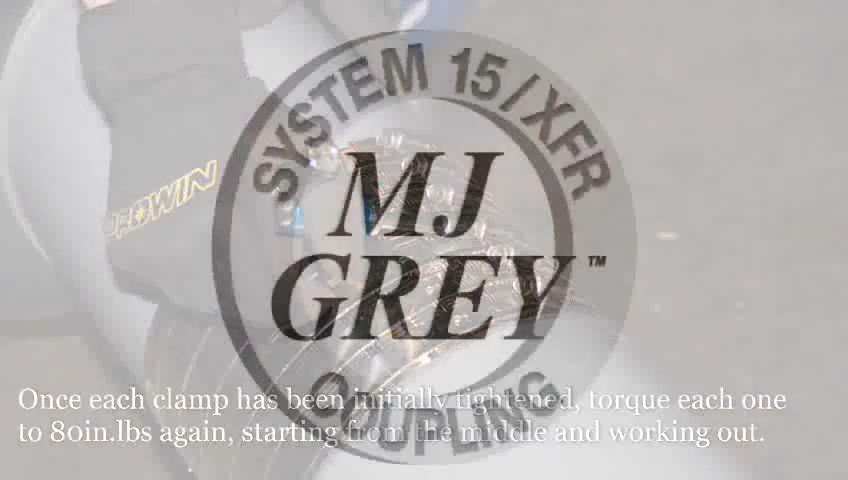 SYSTEM 15/XFR
MJ
GREY™
COUPLING
Once each clamp has been initially tightened, torque each one
to 80in.lbs again, starting from the middle and working out.